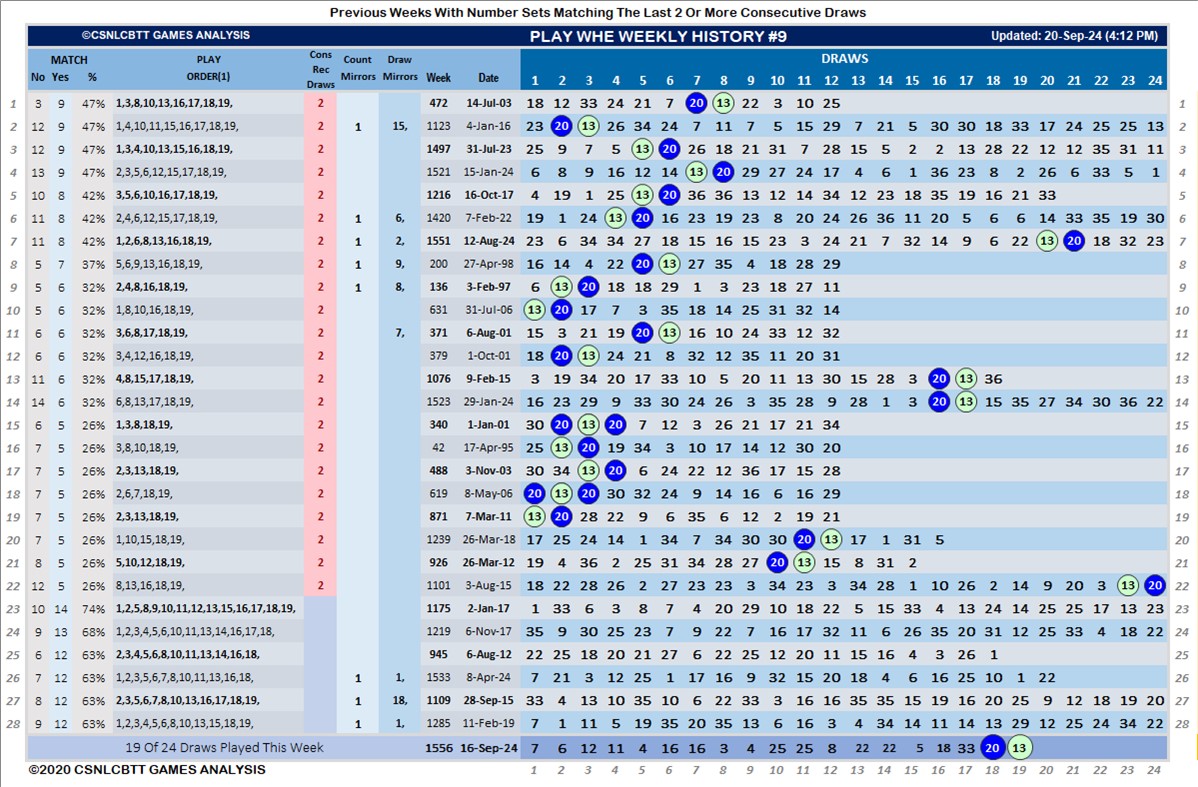 Previous Weeks With Number Sets Matching The Last 2 Or More Consecutive Draws
©CSNLCBTT GAMES ANALYSIS PLAY WHE WEEKLY HISTORY #9 Updated: 20-Sep-24 (4:12 PM)
MATCH PLAY Cons Count Draw DRAWS
No Yes % ORDER(1) Rec Draws Mirrors Mirrors Week Date 1 2 3 4 5 6 7 8 9 10 11 12 13 14 15 16 17 18 19 20 21 22 23 24
1 3 9 47% 1,3,8,10,13,16,17,18,19, 2 472 14-Jul-03 18 12 33 24 21 7 20 13 22 3 10 25 1
2 12 9 47% 1,4,10,11,15,16,17,18,19, 2 1 15, 1123 4-Jan-16 23 20 13 26 34 24 7 11 7 5 15 29 7 21 5 30 30 18 33 17 24 25 25 13 2
3 12 9 47% 1,3,4,10,13,15,16,18,19, 2 1497 31-Jul-23 25 9 7 5 13 20 26 18 21 31 7 28 15 5 2 2 13 28 22 12 12 35 31 11 3
4 13 9 47% 2,3,5,6,12,15,17,18,19, 2 1521 15-Jan-24 6 8 9 16 12 14 13 20 29 27 24 17 4 6 1 36 23 8 2 26 6 33 5 1 4
5 10 8 42% 3,5,6,10,16,17,18,19, 2 1216 16-Oct-17 4 19 1 25 13 20 36 36 13 12 14 34 12 23 18 35 19 16 21 33 5
6 11 8 42% 2,4,6,12,15,17,18,19, 2 1 6, 1420 7-Feb-22 19 1 24 13 20 16 23 19 23 8 20 24 26 36 11 20 5 6 6 14 33 35 19 30 6
7 11 8 42% 1,2,6,8,13,16,18,19, 2 1 2, 1551 12-Aug-24 23 6 34 34 27 18 15 16 15 23 3 24 21 7 32 14 9 6 22 13 20 18 32 23 7
8 5 7 37% 5,6,9,13,16,18,19, 2 1 9, 200 27-Apr-98 16 14 4 22 20 13 27 35 4 18 28 29 8
9 5 6 32% 2,4,8,16,18,19, 2 1 8, 136 3-Feb-97 6 13 20 18 18 29 1 3 23 18 27 11 9
10 5 6 32% 1,8,10,16,18,19, 2 631 31-Jul-06 13 20 17 7 3 35 18 14 25 31 32 14 10
11 6 6 32% 3,6,8,17,18,19, 2 7, 371 6-Aug-01 15 3 21 19 20 13 16 10 24 33 12 32 11
12 6 6 32% 3,4,12,16,18,19, 2 379 1-Oct-01 18 20 13 24 21 8 32 12 35 11 20 31 12
13 11 6 32% 4,8,15,17,18,19, 2 1076 9-Feb-15 3 19 34 20 17 33 10 5 20 11 13 30 15 28 3 20 13 36 13
14 14 6 32% 6,8,13,17,18,19, 2 1523 29-Jan-24 16 23 29 9 33 30 24 26 3 35 28 9 28 1 3 20 13 15 35 27 34 30 36 22 14
15 6 5 26% 1,3,8,18,19, 2 340 1-Jan-01 30 20 13 20 7 12 3 26 21 17 21 34 15
16 7 5 26% 3,8,10,18,19, 2 42 17-Apr-95 25 13 20 19 34 3 10 17 14 12 30 20 16
17 7 5 26% 2,3,13,18,19, 2 488 3-Nov-03 30 34 13 20 6 24 22 12 36 17 15 28 17
18 7 5 26% 2,6,7,18,19, 2 619 8-May-06 20 13 20 30 32 24 9 14 16 6 16 29 18
19 7 5 26% 2,3,13,18,19, 2 871 7-Mar-11 13 20 28 22 9 6 35 6 12 2 19 21 19
20 7 5 26% 1,10,15,18,19, 2 1239 26-Mar-18 17 25 24 14 1 34 7 34 30 30 20 13 17 1 31 5 20
21 8 5 26% 5,10,12,18,19, 2 926 26-Mar-12 19 4 36 2 25 31 34 28 27 20 13 15 8 31 2 21
22 12 5 26% 8,13,16,18,19, 2 1101 3-Aug-15 18 22 28 26 2 27 23 23 3 34 23 3 34 28 1 10 26 2 14 9 20 3 13 20 22
23 10 14 74% 1,2,5,8,9,10,11,12,13,15,16,17,18,19, 1175 2-Jan-17 1 33 6 3 8 7 4 20 29 10 18 22 5 15 33 4 13 24 14 25 25 17 13 23 23
24 9 13 68% 1,2,3,4,5,6,10,11,13,14,16,17,18, 1219 6-Nov-17 35 9 30 25 23 7 9 22 7 16 17 32 11 6 26 35 20 31 12 25 33 4 18 22 24
25 6 12 63% 2,3,4,5,6,8,10,11,13,14,16,18, 945 6-Aug-12 22 25 18 20 21 27 6 22 25 12 20 11 15 16 4 3 26 1 25
26 7 12 63% 1,2,3,5,6,7,8,10,11,13,16,18, 1 1, 1533 8-Apr-24 7 21 3 12 25 1 17 16 9 32 15 20 18 4 6 16 25 10 1 22 26
27 9 12 63% 2,3,5,6,7,8,10,13,16,17,18,19, 1 18, 1109 28-Sep-15 33 4 13 10 35 10 6 22 33 3 16 16 35 35 15 19 16 20 9 12 18 19 20 27
28 9 12 63% 1,2,3,4,5,6,8,10,13,15,18,19, 1 1, 1285 11-Feb-19 7 1 11 5 19 35 20 35 13 6 16 3 4 34 14 11 14 13 29 12 25 24 34 22 28
19 Of 24 Draws Played This Week 1556 16-Sep-24 7 6 12 11 4 16 16 3 4 25 25 8 22 22 5 18 33 20 13
©2020 CSNLCBTT GAMES ANALYSIS 1 2 3 4 5 6 7 8 9 10 11 12 13 14 15 16 17 18 19 20 21 22 23 24